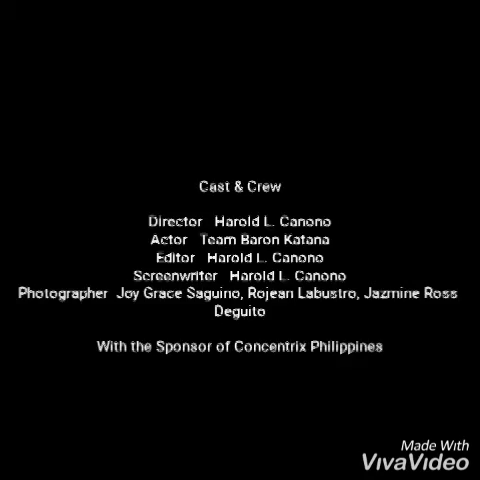 Cast & Crew
Director Harold L. Canono
Actor Team Baron Katana
Editor Harold L. Canono
Screenwriter Harold L. Canono
Photographer Joy Grace Saguino, Rojean Labustro, Jazmine Ross
Deguito
With the Sponsor of Concentrix Philippines
Made With
VivaVideo